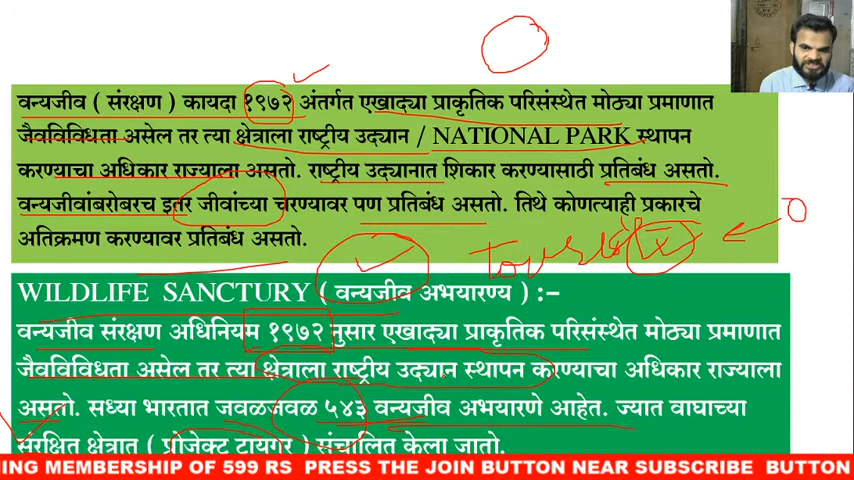 वन्यजीव ( संरक्षण ) कायदा १९७२ अंतर्गत एखाद्या प्राकृतिक परिसंस्थेत मोठ्या प्रमाणात
जैवविविधता असेल तर त्या क्षेत्राला राष्ट्रीय उद्यान / NATIONAL PARK स्थापन
करण्याचा अधिकार राज्याला असतो. राष्ट्रीय उद्यानात शिकार करण्यासाठी प्रतिबंध असतो.
वन्यजीवांबरोबरच इतर जीवांच्या चरण्यावर पण प्रतिबंध असतो. तिथे कोणत्याही प्रकारचे
अतिक्रमण करण्यावर प्रतिबंध असतो.
WILDLIFE SANCTURY ( वन्यजीव अभयारण्य ) :-
वन्यजीव संरक्षण अधिनियम १९७२ नुसार एखाद्या प्राकृतिक परिसंस्थेत मोठ्या प्रमाणात
जैवविविधता असेल तर त्या क्षेत्राला राष्ट्रीय उद्यान स्थापन करण्याचा अधिकार राज्याला
असतो. सध्या भारतात जवळजवळ ५४३ वन्यजीव अभयारणे आहेत. ज्यात वाघाच्या
संरक्षित क्षेत्रात ( प्रोजेक्ट टायगर ) संचालित केला जातो.
NING MEMBERSHIP OF 599 RS PRESS THE JOIN BUTTON NEAR SUBSCRIBE BUTTON